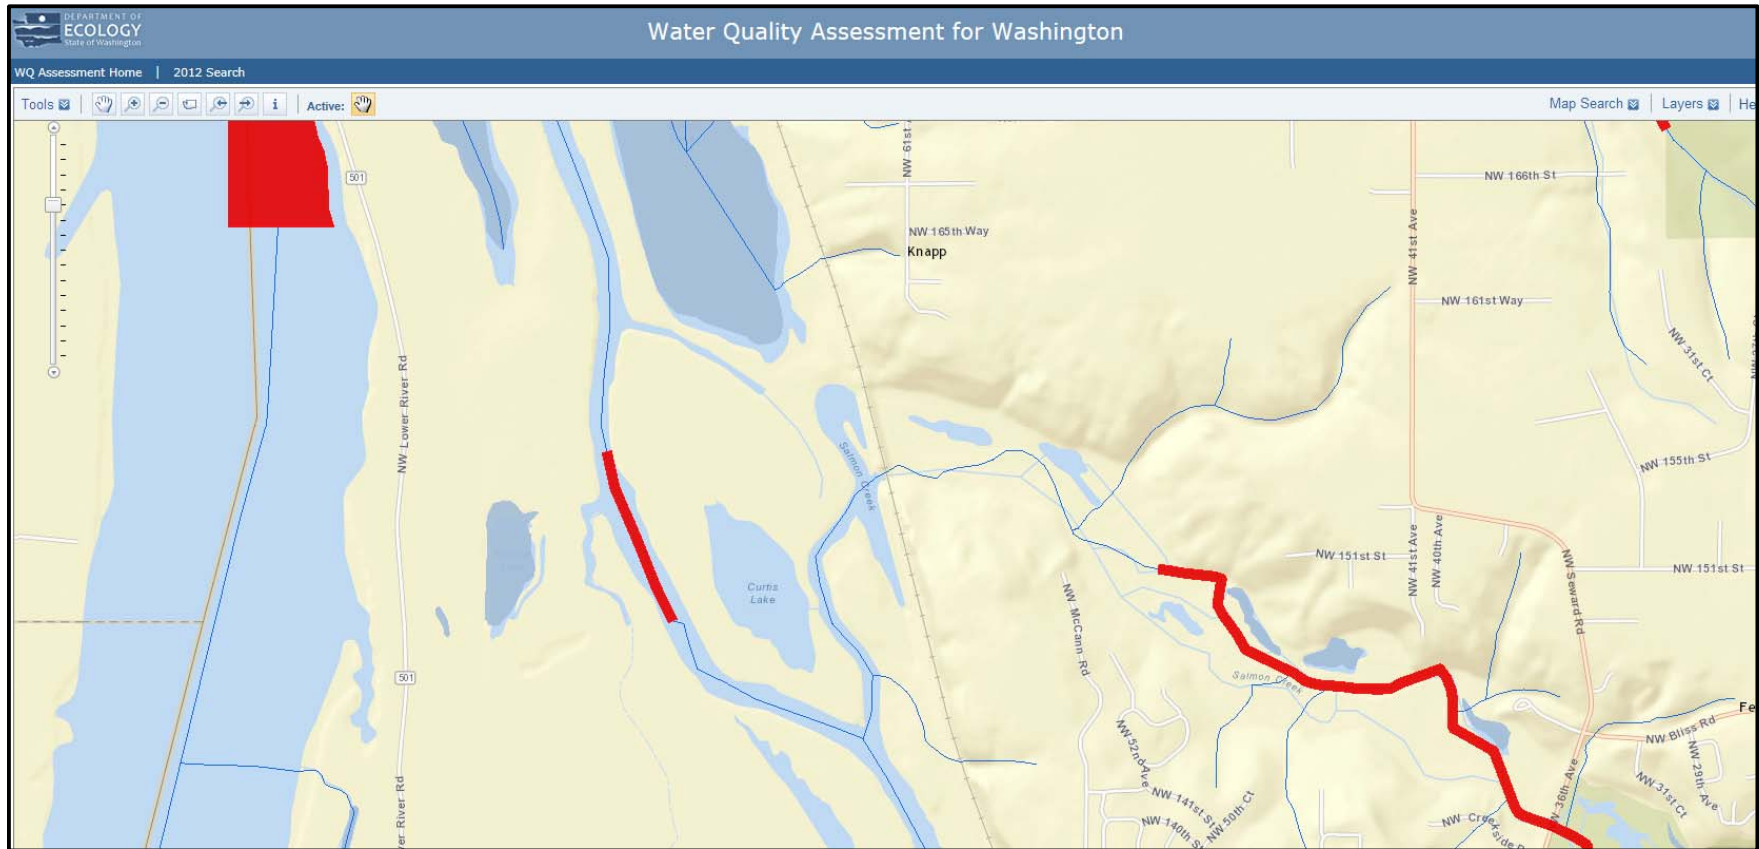 DEPARTMENT OF
ECOLOGY
State of Washington
Water Quality Assessment for Washington
WQ Assessment Home | 2012 Search
Tools
Active:
Map Search
Layers
He
NW 61st
501
NW 166th St
NW 165th Way
Knapp
NW 41st Ave
NW 161st Way
NW 31st Ct
NW Lower River Rd
Salmon Creek
NW 155th St
NW 151st St
NW 41st Ave
NW 40th Ave
NW Seward Rd
NW 151st St
Curtis
Lake
NW McCann Rd
Salmon Creek
501
Fe
NW Bliss Rd
NW 29th Ave
NW 31st Ct
NW 52nd Ave
NW 141st St
NW 50th Ct
NW 140th St
NW 36th Ave
NW Creekside
ver River Rd